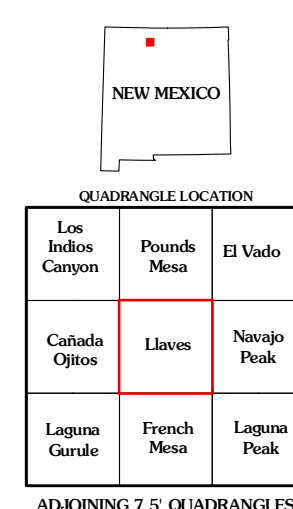 NEW MEXICO
QUADRANGLE LOCATION
Los
Indios
Canyon
Pounds
Mesa
El Vado
Cañada
Ojitos
Llaves
Navajo
Peak
Laguna
Gurule
French
Mesa
Laguna
Peak
ADJOINING 7.5' QUADRANGLES